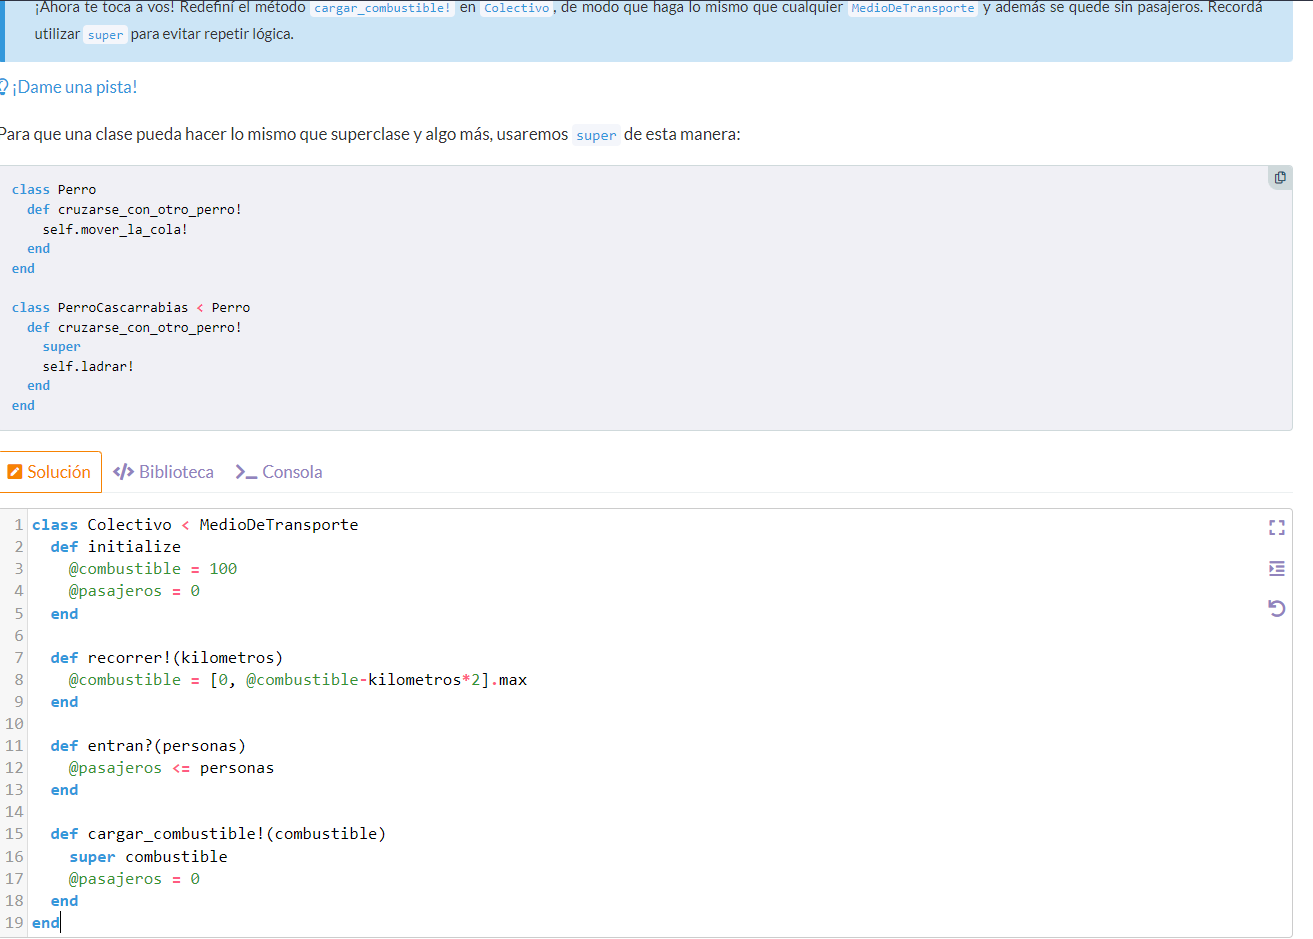 ¡Ahora te toca a vos! Redefiní el método cargar_combustible! en Colectivo, de modo que haga lo mismo que cualquier MedioDeTransporte y además se quede sin pasajeros. Recordá
utilizar super para evitar repetir lógica.
¡Dame una pista!
Para que una clase pueda hacer lo mismo que superclase y algo más, usaremos super de esta manera:
class Perro
  def cruzarse_con_otro_perro!
    self.mover_la_cola!
  end
end
class PerroCascarrabias < Perro
  def cruzarse_con_otro_perro!
    super
    self.ladrar!
  end
end
Solución </> Biblioteca >_ Consola
1 class Colectivo < MedioDeTransporte
2   def initialize
3     @combustible = 100
4     @pasajeros = 0
5   end
6
7   def recorrer!(kilometros)
8     @combustible = [0, @combustible-kilometros*2].max
9   end
10
11   def entran?(personas)
12     @pasajeros <= personas
13   end
14
15   def cargar_combustible!(combustible)
16     super combustible
17     @pasajeros = 0
18   end
19 end